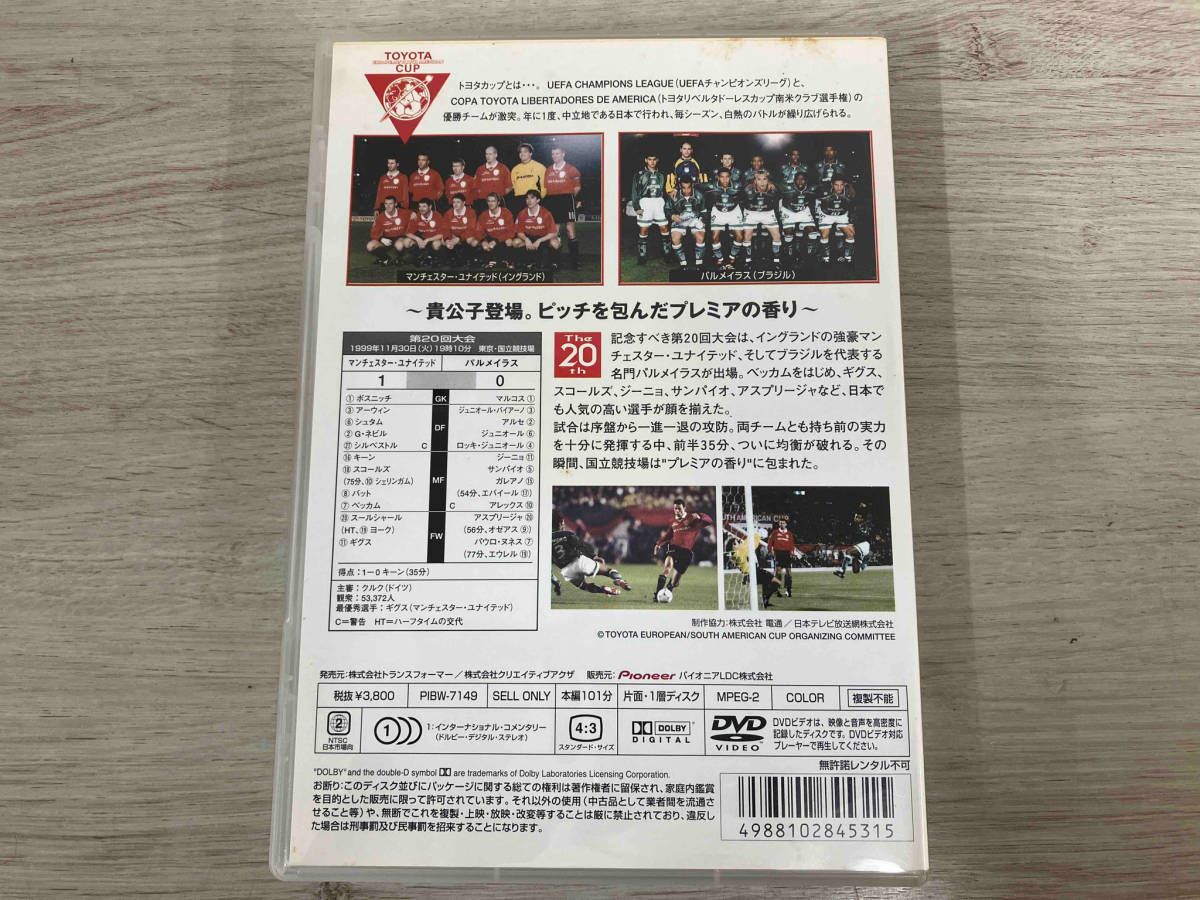 TOYOTA
CUP
トヨタカップとは・・・。UEFA CHAMPIONS LEAGUE(UEFAチャンピオンズリーグ)と、
COPA TOYOTA LIBERTADORES DE AMERICA(トヨタリベルタドーレスカップ南米クラブ選手権)の
優勝チームが激突。年に1度、中立地である日本で行われ、毎シーズン、白熱のバトルが繰り広げられる。
マンチェスター・ユナイテッド(イングランド)
パルメイラス(ブラジル)
～貴公子登場。ピッチを包んだプレミアの香り～
第20回大会
1999年11月30日(火)19時10分 東京・国立競技場
マンチェスター・ユナイテッド パルメイラス
1 0
①ボスニッチ GK マルコス①
③アーウィン ジュニオール・バイアーノ③
⑥シュタム DF アルセ②
②G・ネビル ジュニオール⑥
㉗シルベストル C ロッキ・ジュニオール④
⑯キーン ジーニョ⑪
⑱スコールズ サンパイオ⑤
(75分、⑩シェリンガム) MF ガレアノ⑮
⑧バット (54分、エバイール⑰)
⑦ベッカム C アレックス⑩
⑳スールシャール アスプリージャ⑳
(HT、⑲ヨーク) (56分、オゼアス⑨)
⑪ギグス FW パウロ・ヌネス⑦
(77分、エウレル⑲)
得点：1－0 キーン(35分)
主審：クルク(ドイツ)
観衆：53,372人
最優秀選手：ギグス(マンチェスター・ユナイテッド)
C=警告 HT=ハーフタイムの交代
The
20
th
記念すべき第20回大会は、イングランドの強豪マン
チェスター・ユナイテッド、そしてブラジルを代表する
名門パルメイラスが出場。ベッカムをはじめ、ギグス、
スコールズ、ジーニョ、サンパイオ、アスプリージャなど、日本で
も人気の高い選手が顔を揃えた。
試合は序盤から一進一退の攻防。両チームとも持ち前の実力
を十分に発揮する中、前半35分、ついに均衡が破れる。その
瞬間、国立競技場は"プレミアの香り"に包まれた。
制作協力：株式会社 電通／日本テレビ放送網株式会社
©TOYOTA EUROPEAN/SOUTH AMERICAN CUP ORGANIZING COMMITTEE
発売元：株式会社トランスフォーマー／株式会社クリエイティブアクザ 販売元：Pioneer パイオニアLDC株式会社
税抜￥3,800 PIBW-7149 SELL ONLY 本編101分 片面・1層ディスク MPEG-2 COLOR 複製不能
2
NTSC
日本市場向
1 1：インターナショナル・コメンタリー
(ドルビー・デジタル・ステレオ)
4:3
スタンダード・サイズ
DOLBY
DIGITAL
DVD
VIDEO
DVDビデオは、映像と音声を高密度に
記録したディスクです。DVDビデオ対応
プレーヤーで再生してください。
無許諾レンタル不可
"DOLBY" and the double-D symbol are trademarks of Dolby Laboratories Licensing Corporation.
お断り：このディスク並びにパッケージに関する総ての権利は著作権者に留保され、家庭内鑑賞
を目的とした販売に限って許可されています。それ以外の使用(中古品として業者間を流通さ
せること等)や、無断でこれを複製・上映・放映・改変等することは厳に禁止されており、違反し
た場合は刑事罰及び民事罰を招来することになります。
4988102845315